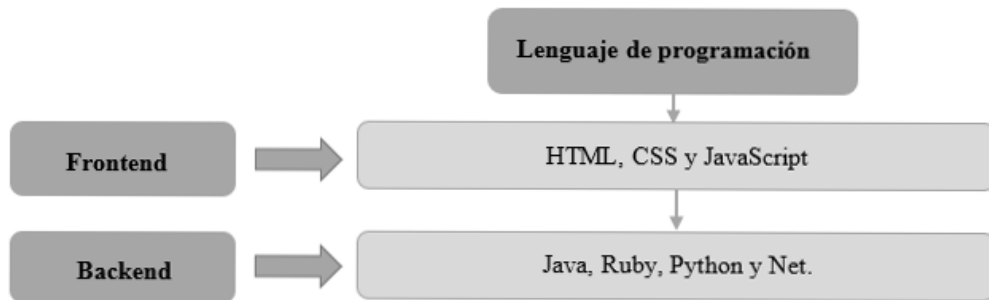 Lenguaje de programación
Frontend
HTML, CSS y JavaScript
Backend
Java, Ruby, Python y Net.